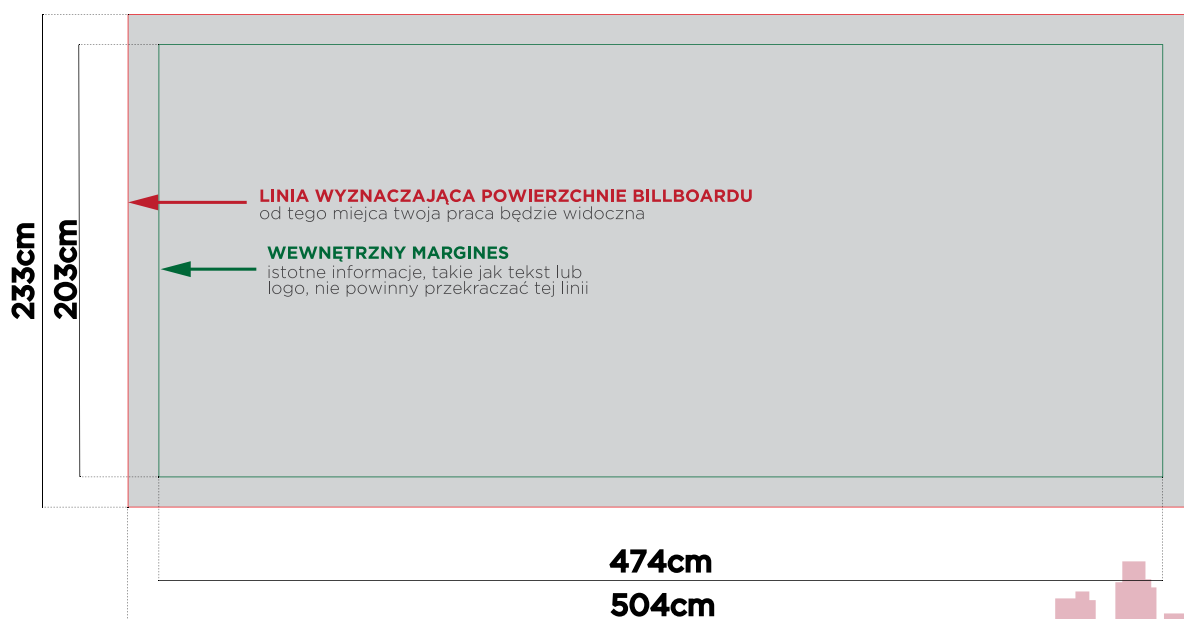 LINIA WYZNACZAJĄCA POWIERZCHNIE BILLBOARDU
od tego miejca twoja praca będzie widoczna
WEWNĘTRZNY MARGINES
istotne informacje, takie jak tekst lub
logo, nie powinny przekraczać tej linii
233cm
203cm
474cm
504cm